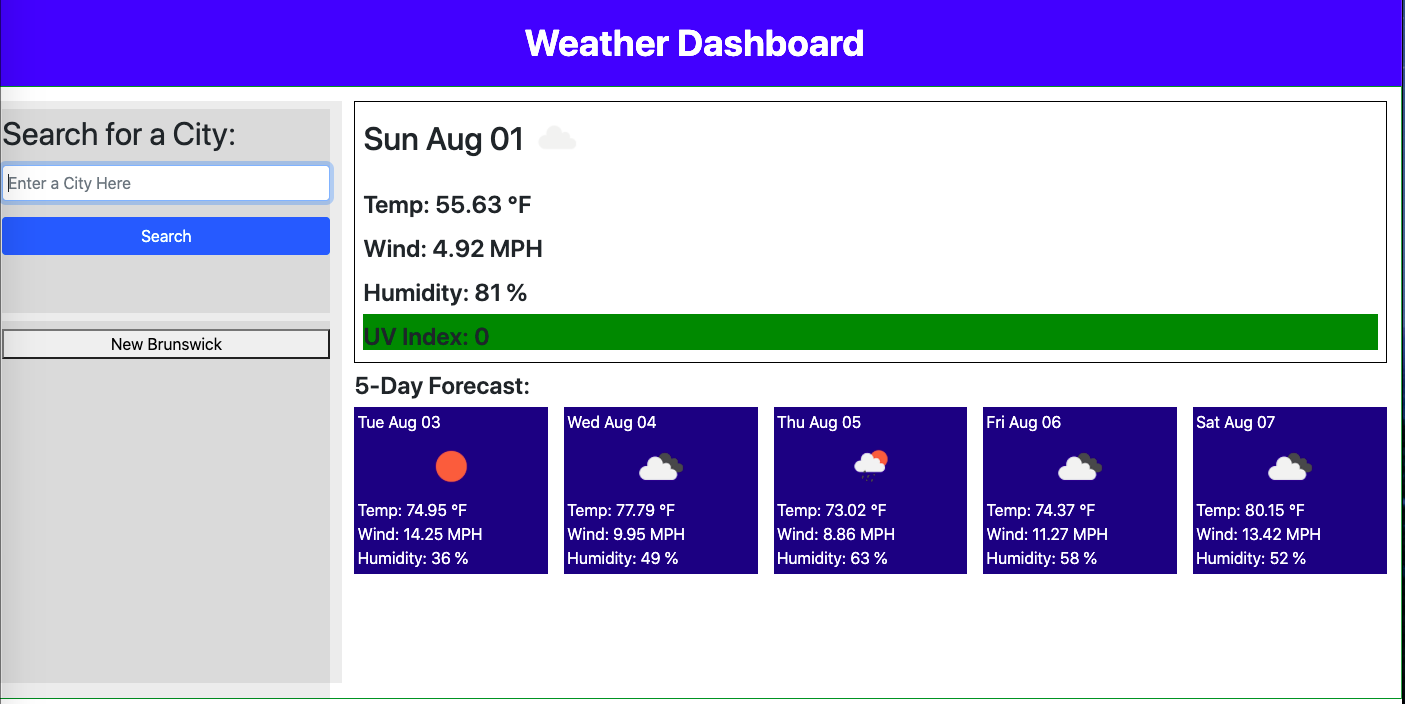 Weather Dashboard
Search for a City:
Enter a City Here
Search
New Brunswick
Sun Aug 01
Temp: 55.63 °F
Wind: 4.92 MPH
Humidity: 81 %
UV Index: 0
5-Day Forecast:
Tue Aug 03
Temp: 74.95 °F
Wind: 14.25 MPH
Humidity: 36 %
Wed Aug 04
Temp: 77.79 °F
Wind: 9.95 MPH
Humidity: 49 %
Thu Aug 05
Temp: 73.02 °F
Wind: 8.86 MPH
Humidity: 63 %
Fri Aug 06
Temp: 74.37 °F
Wind: 11.27 MPH
Humidity: 58 %
Sat Aug 07
Temp: 80.15 °F
Wind: 13.42 MPH
Humidity: 52 %